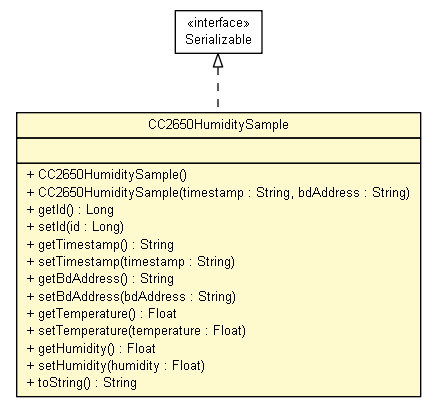 «interface»
Serializable
CC2650HumiditySample
+ CC2650HumiditySample()
+ CC2650HumiditySample(timestamp : String, bdAddress : String)
+ getId() : Long
+ setId(id : Long)
+ getTimestamp() : String
+ setTimestamp(timestamp : String)
+ getBdAddress() : String
+ setBdAddress(bdAddress : String)
+ getTemperature() : Float
+ setTemperature(temperature : Float)
+ getHumidity() : Float
+ setHumidity(humidity : Float)
+ toString() : String